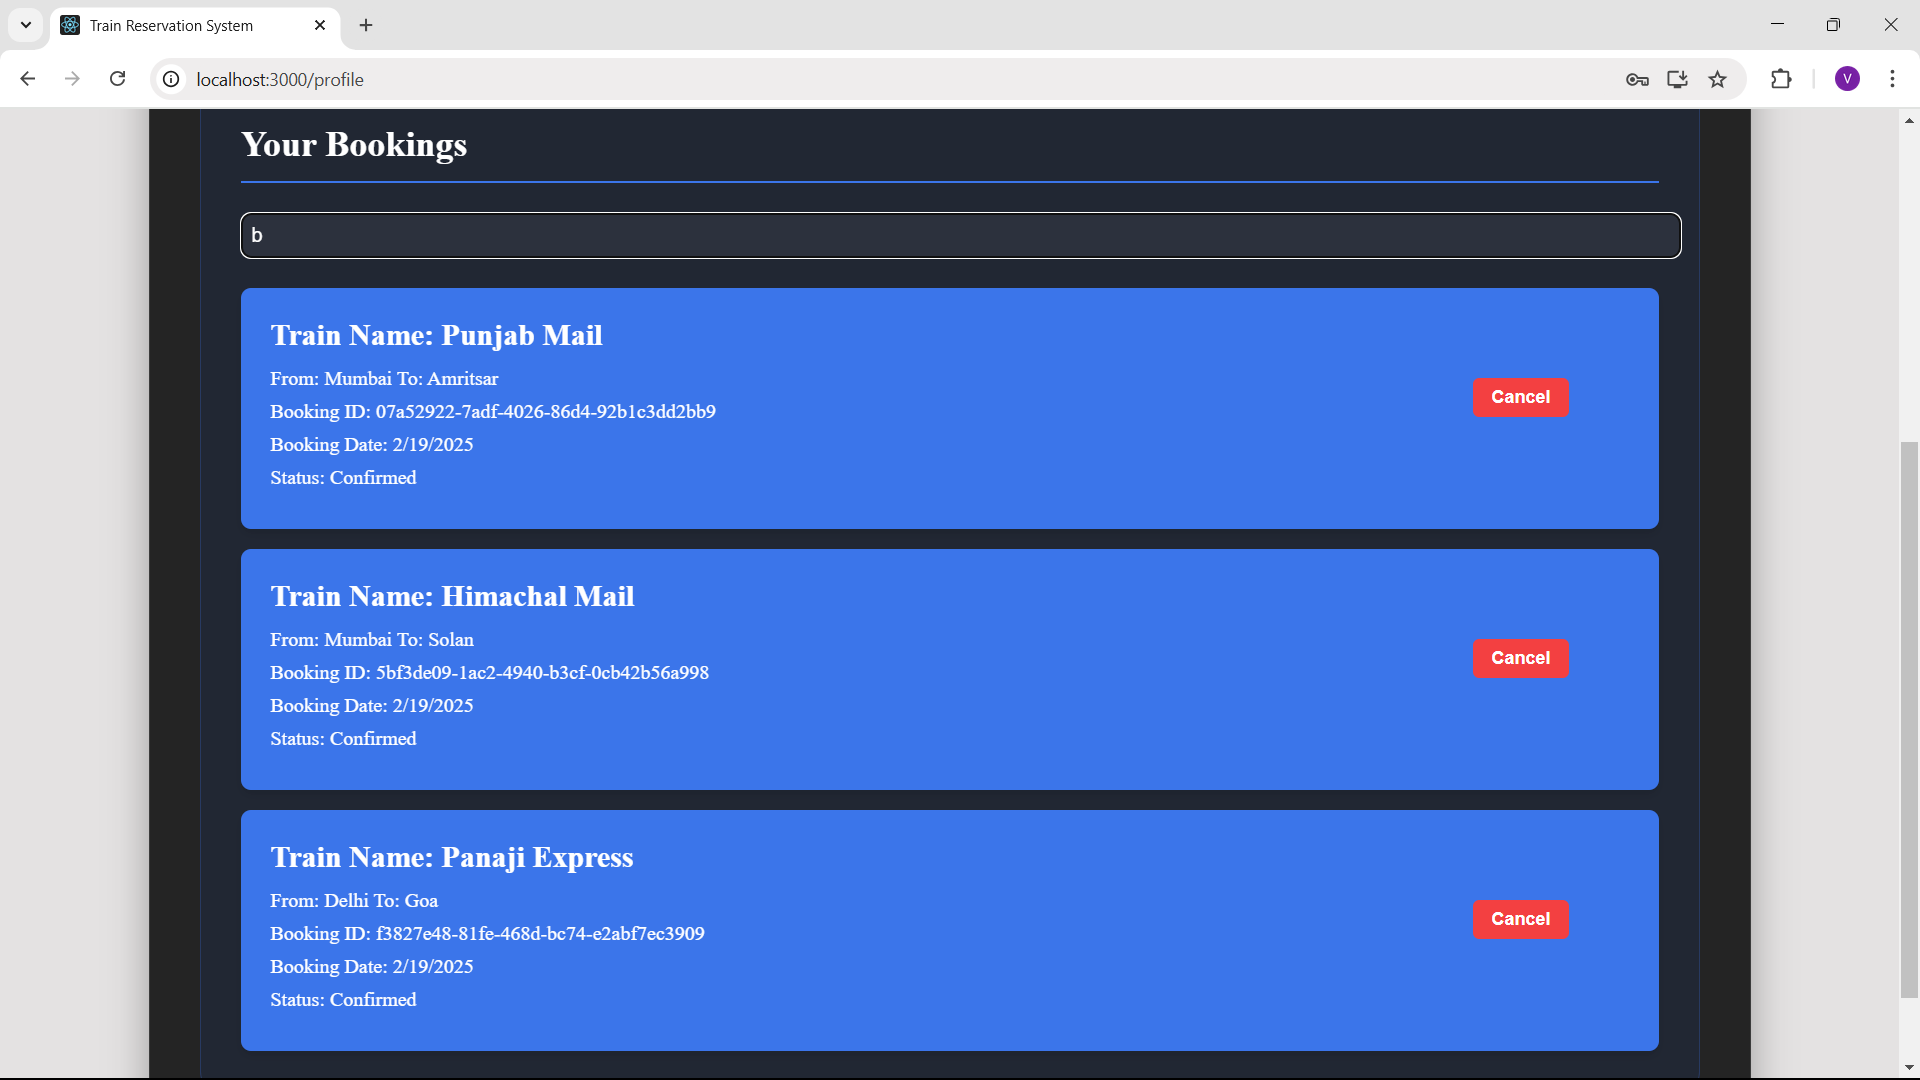 Train Reservation System
localhost:3000/profile
V
Your Bookings
b
Train Name: Punjab Mail
From: Mumbai To: Amritsar
Booking ID: 07a52922-7adf-4026-86d4-92b1c3dd2bb9
Booking Date: 2/19/2025
Status: Confirmed
Cancel
Train Name: Himachal Mail
From: Mumbai To: Solan
Booking ID: 5bf3de09-1ac2-4940-b3cf-0cb42b56a998
Booking Date: 2/19/2025
Status: Confirmed
Cancel
Train Name: Panaji Express
From: Delhi To: Goa
Booking ID: f3827e48-81fe-468d-bc74-e2abf7ec3909
Booking Date: 2/19/2025
Status: Confirmed
Cancel